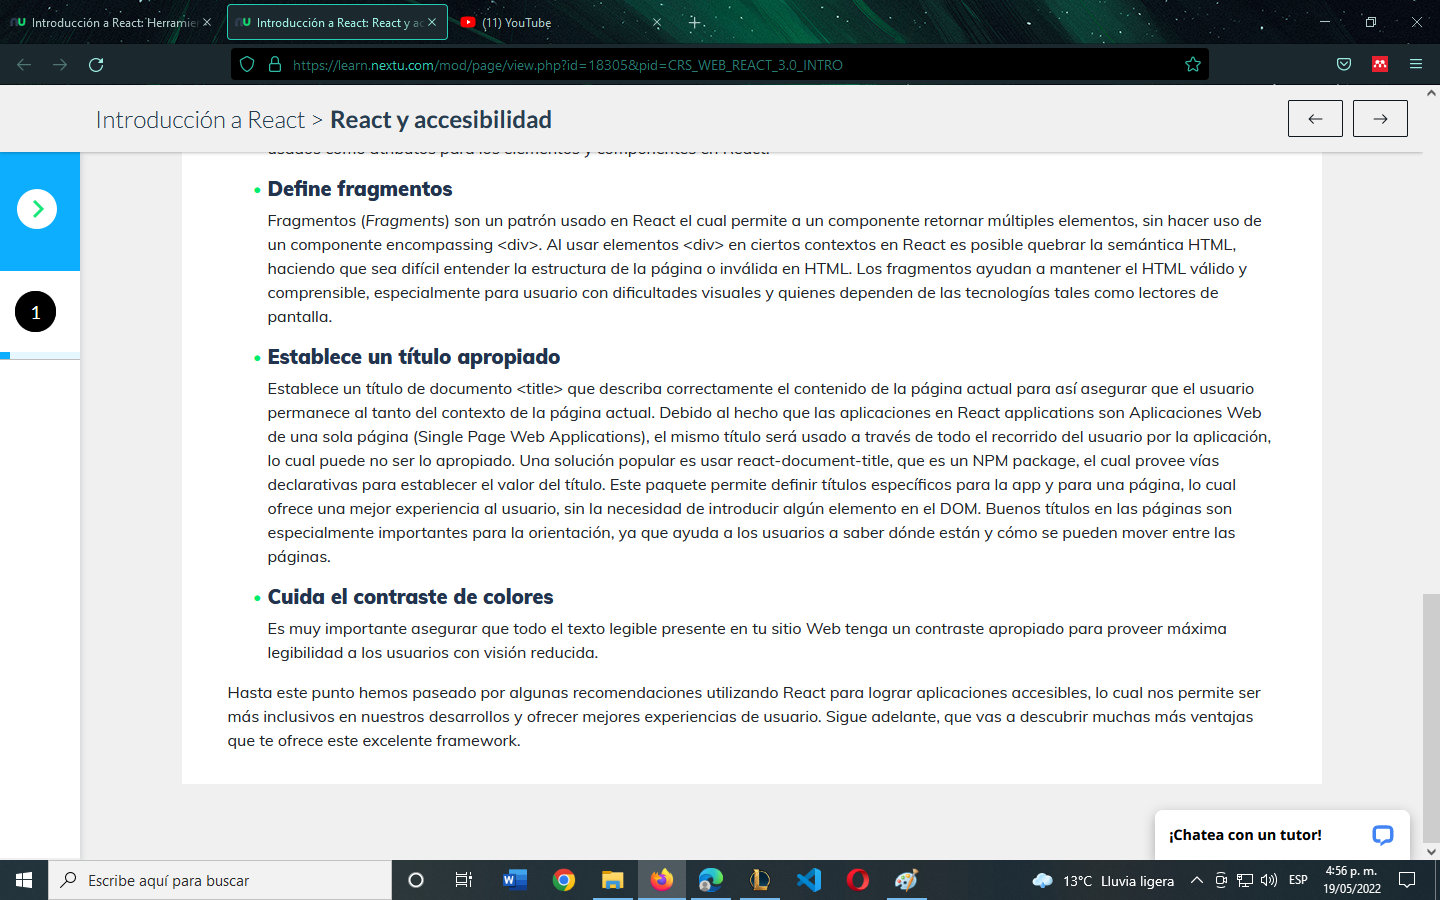 Introducción a React: Herramie
Introducción a React: React y ac
(11) YouTube
https://learn.nextu.com/mod/page/view.php?id=18305&pid=CRS_WEB_REACT_3.0_INTRO
Introducción a React > React y accesibilidad
usados como atributos para los elementos y componentes en React.
1
Define fragmentos
Fragmentos (Fragments) son un patrón usado en React el cual permite a un componente retornar múltiples elementos, sin hacer uso de
un componente encompassing <div>. Al usar elementos <div> en ciertos contextos en React es posible quebrar la semántica HTML,
haciendo que sea difícil entender la estructura de la página o inválida en HTML. Los fragmentos ayudan a mantener el HTML válido y
comprensible, especialmente para usuario con dificultades visuales y quienes dependen de las tecnologías tales como lectores de
pantalla.
Establece un título apropiado
Establece un título de documento <title> que describa correctamente el contenido de la página actual para así asegurar que el usuario
permanece al tanto del contexto de la página actual. Debido al hecho que las aplicaciones en React applications son Aplicaciones Web
de una sola página (Single Page Web Applications), el mismo título será usado a través de todo el recorrido del usuario por la aplicación,
lo cual puede no ser lo apropiado. Una solución popular es usar react-document-title, que es un NPM package, el cual provee vías
declarativas para establecer el valor del título. Este paquete permite definir títulos específicos para la app y para una página, lo cual
ofrece una mejor experiencia al usuario, sin la necesidad de introducir algún elemento en el DOM. Buenos títulos en las páginas son
especialmente importantes para la orientación, ya que ayuda a los usuarios a saber dónde están y cómo se pueden mover entre las
páginas.
Cuida el contraste de colores
Es muy importante asegurar que todo el texto legible presente en tu sitio Web tenga un contraste apropiado para proveer máxima
legibilidad a los usuarios con visión reducida.
Hasta este punto hemos paseado por algunas recomendaciones utilizando React para lograr aplicaciones accesibles, lo cual nos permite ser
más inclusivos en nuestros desarrollos y ofrecer mejores experiencias de usuario. Sigue adelante, que vas a descubrir muchas más ventajas
que te ofrece este excelente framework.
¡Chatea con un tutor!
Escribe aquí para buscar
13°C Lluvia ligera
ESP
4:56 p. m.
19/05/2022